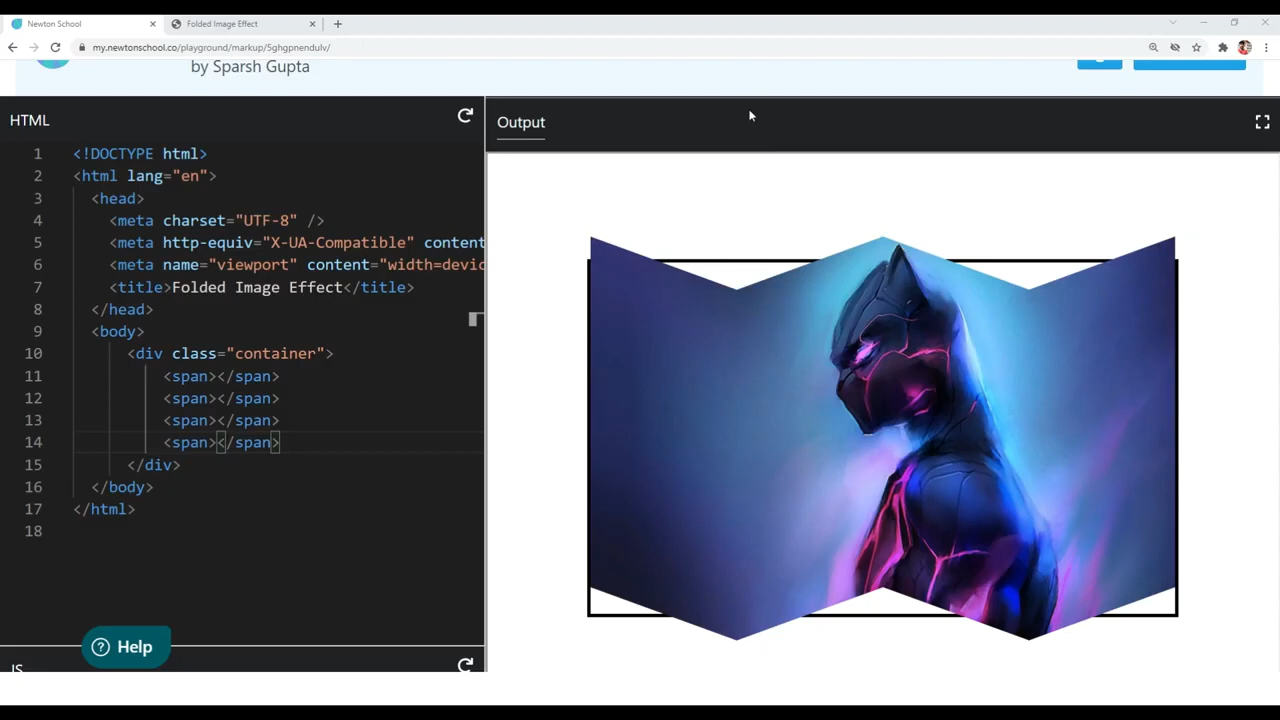 Newton School
Folded Image Effect
my.newtonschool.co/playground/markup/5ghgpnendulv/
by Sparsh Gupta
HTML
Output
1 <!DOCTYPE html>
2 <html lang="en">
3 <head>
4 <meta charset="UTF-8" />
5 <meta http-equiv="X-UA-Compatible" content
6 <meta name="viewport" content="width=devic
7 <title>Folded Image Effect</title>
8 </head>
9 <body>
10 <div class="container">
11 <span></span>
12 <span></span>
13 <span></span>
14 <span></span>
15 </div>
16 </body>
17 </html>
18
Help
JS